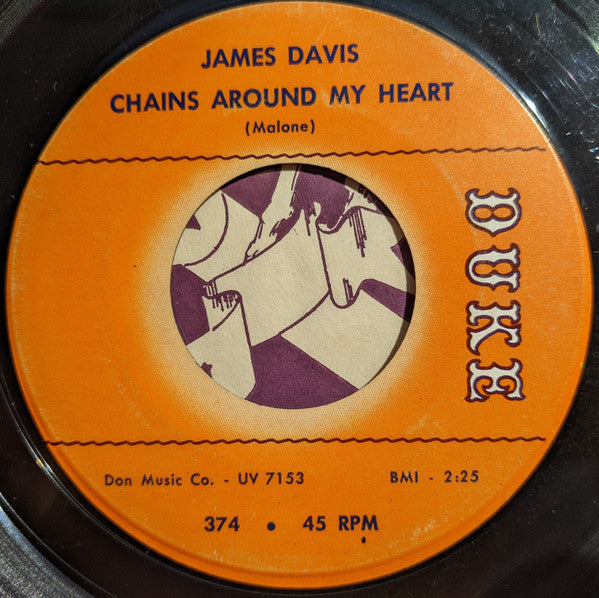 JAMES DAVIS
CHAINS AROUND MY HEART
(Malone)
DUKE
Don Music Co. - UV 7153 BMI - 2:25
374 • 45 RPM